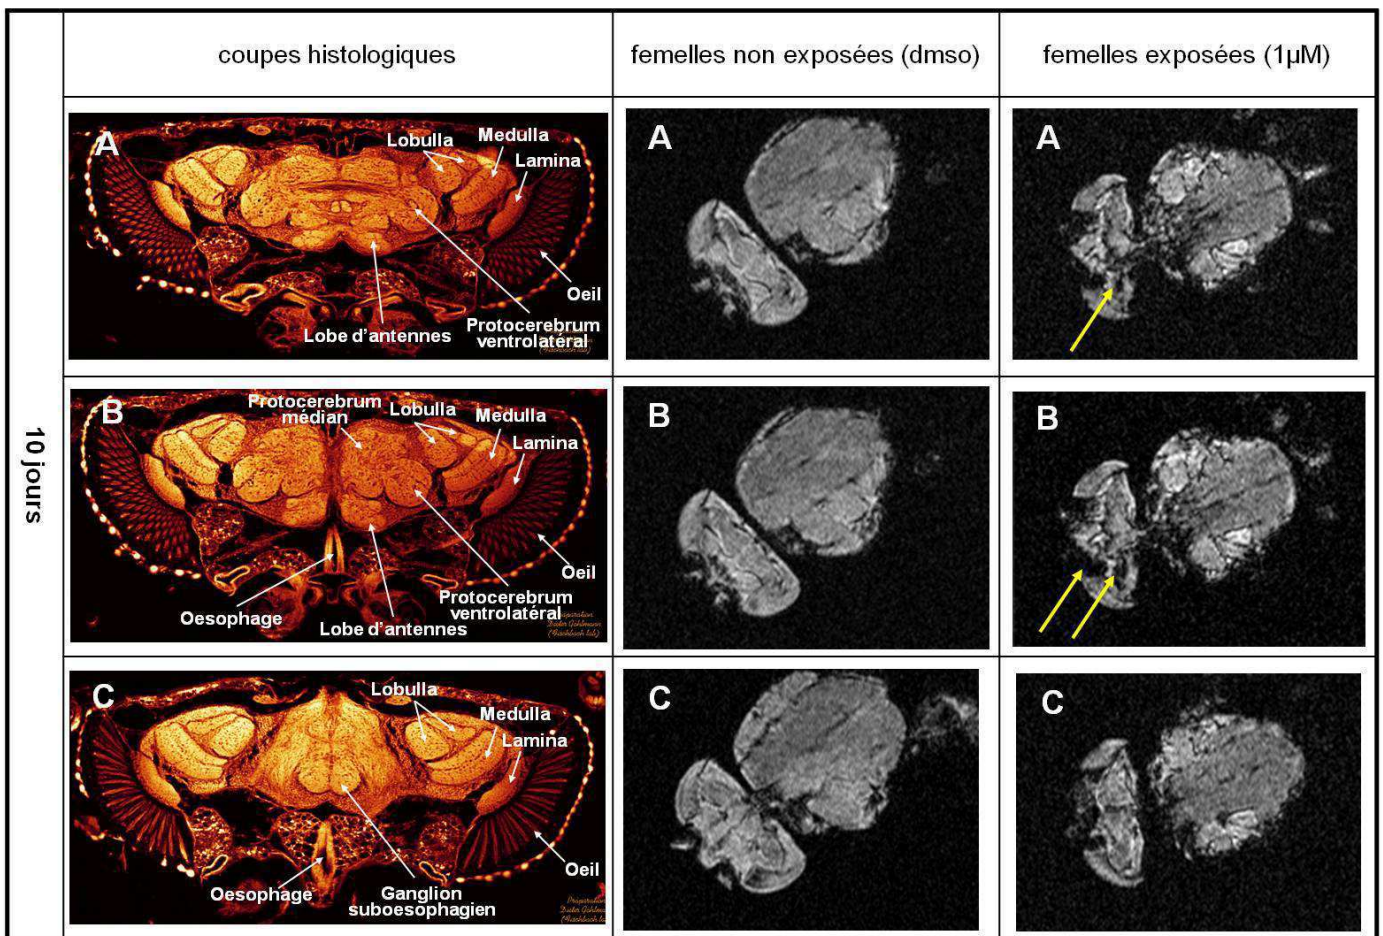 coupes histologiques
femelles non exposées (dmso)
femelles exposées (1µM)
10 jours
A
Lobulla
Medulla
Lamina
Oeil
Lobe d'antennes
Protocerebrum
ventrolatéral
A
A
B
Protocerebrum
médian
Lobulla
Medulla
Lamina
Oeil
Protocerebrum
ventrolatéral
Oesophage
Lobe d'antennes
B
B
C
Lobulla
Medulla
Lamina
Oeil
Oesophage
Ganglion
suboesophagien
C
C